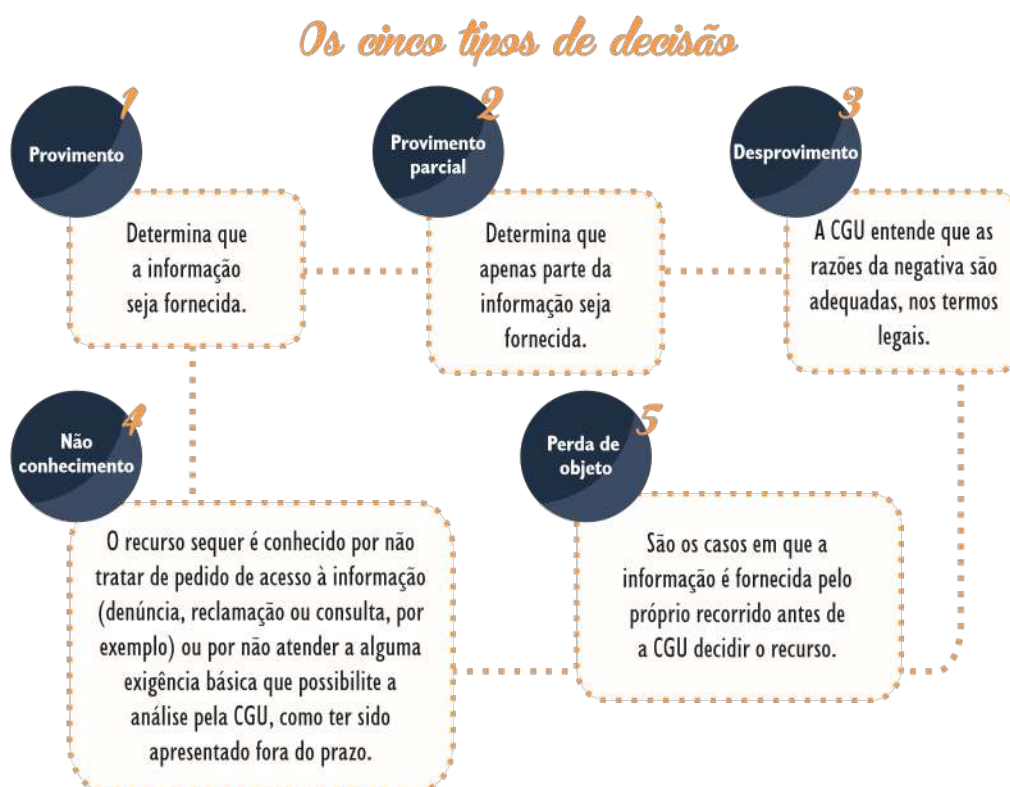 Os cinco tipos de decisão
1
Provimento
Determina que
a informação
seja fornecida.
2
Provimento
parcial
Determina que
apenas parte da
informação seja
fornecida.
3
Desprovimento
A CGU entende que as
razões da negativa são
adequadas, nos termos
legais.
4
Não
conhecimento
O recurso sequer é conhecido por não
tratar de pedido de acesso à informação
(denúncia, reclamação ou consulta, por
exemplo) ou por não atender a alguma
exigência básica que possibilite a
análise pela CGU, como ter sido
apresentado fora do prazo.
5
Perda de
objeto
São os casos em que a
informação é fornecida pelo
próprio recorrido antes de
a CGU decidir o recurso.